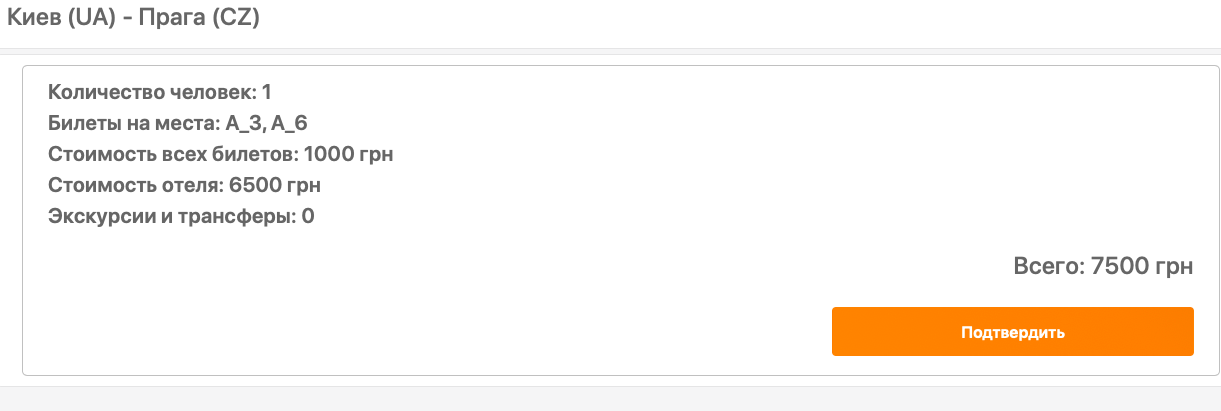 Киев (UA) - Прага (CZ)
Количество человек: 1
Билеты на места: A_3, A_6
Стоимость всех билетов: 1000 грн
Стоимость отеля: 6500 грн
Экскурсии и трансферы: 0
Всего: 7500 грн
Подтвердить